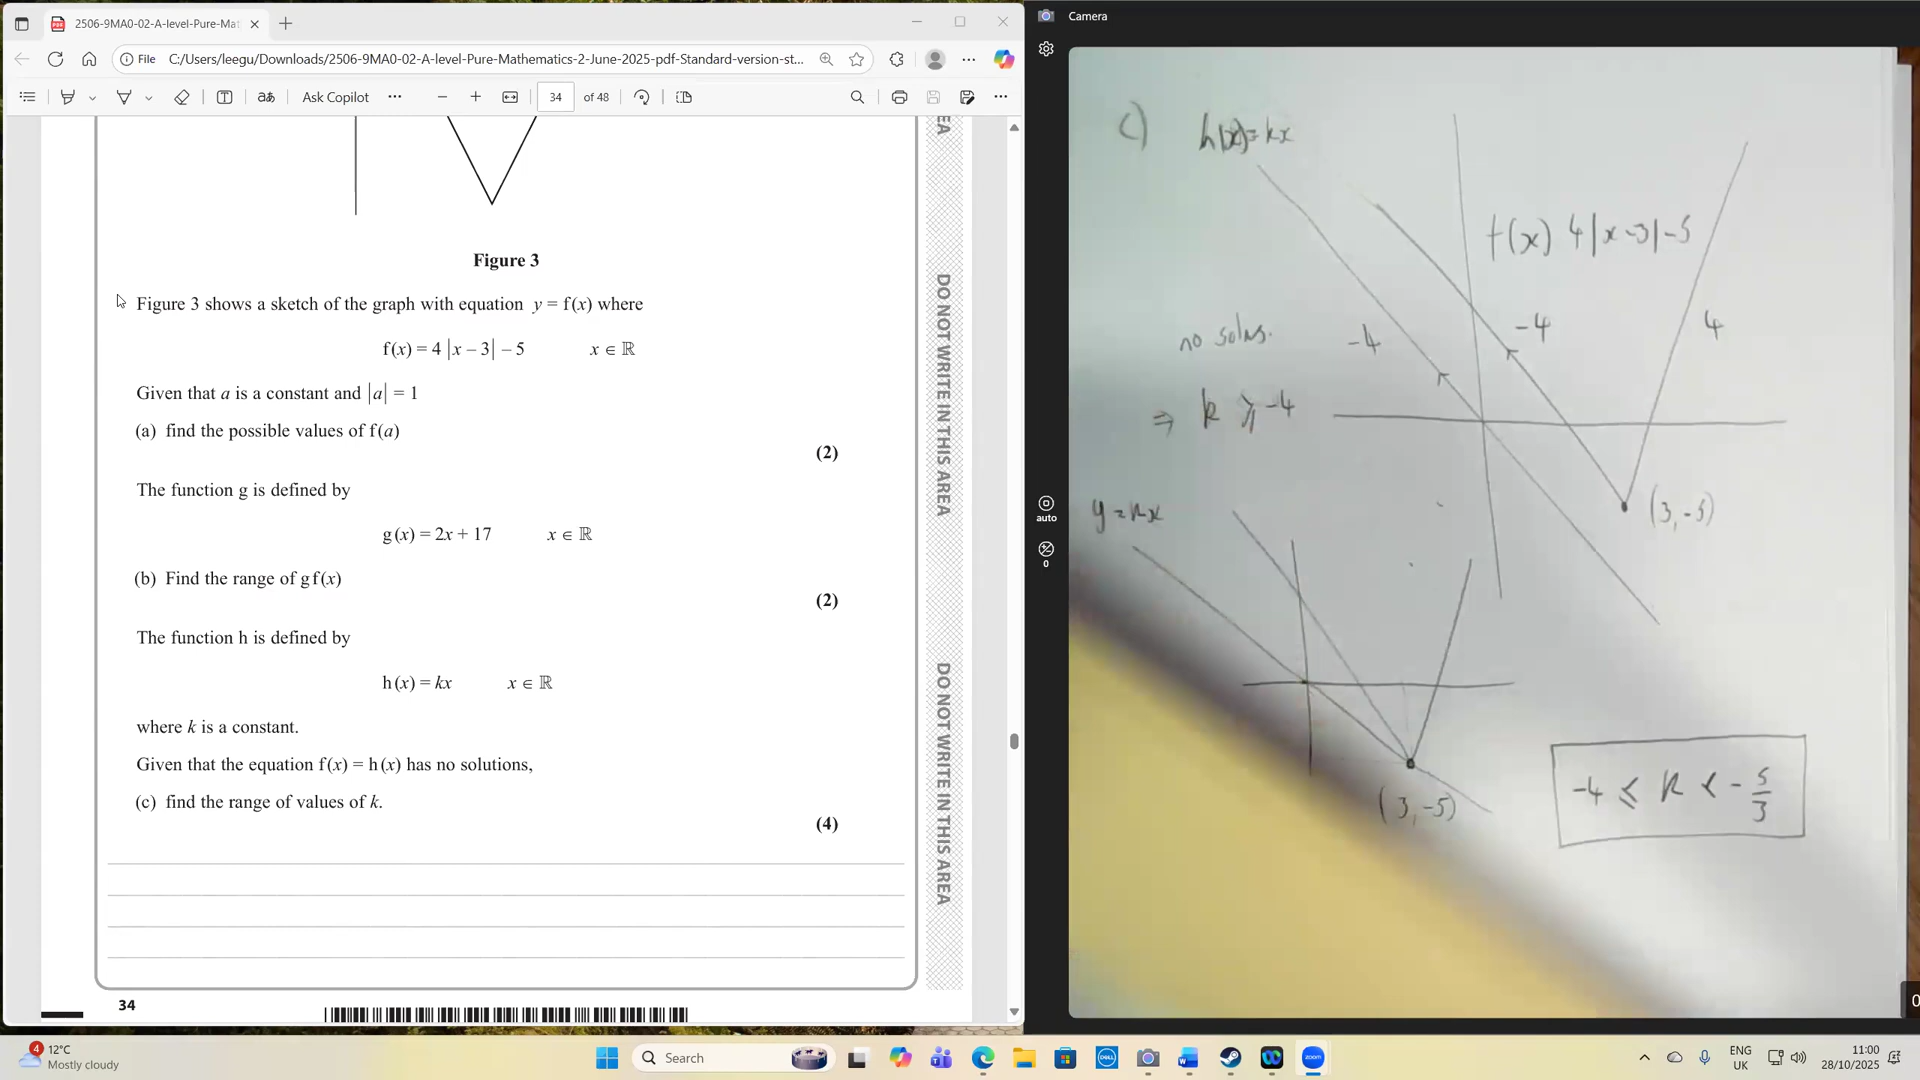 2506-9MA0-02-A-level-Pure-Mat
File
C:/Users/leegu/Downloads/2506-9MA0-02-A-level-Pure-Mathematics-2-June-2025-pdf-Standard-version-st...
Ask Copilot
34 of 48
Figure 3
Figure 3 shows a sketch of the graph with equation y = f(x) where
f(x) = 4 |x – 3| – 5 x ∈ ℝ
Given that a is a constant and |a| = 1
(a) find the possible values of f(a)
(2)
The function g is defined by
g(x) = 2x + 17 x ∈ ℝ
(b) Find the range of gf(x)
(2)
The function h is defined by
h(x) = kx x ∈ ℝ
where k is a constant.
Given that the equation f(x) = h(x) has no solutions,
(c) find the range of values of k.
(4)
34
EA
DO NOT WRITE IN THIS AREA
DO NOT WRITE IN THIS AREA
Camera
auto
0
c) h(x)=kx
f(x) 4|x-3|-5
no solns.
-4
-4
4
⇒ k ⩾ -4
(3,-5)
y=kx
(3,-5)
-4 ⩽ k < -5/3
4
12°C
Mostly cloudy
Search
DELL
zoom
ENG
UK
11:00
28/10/2025